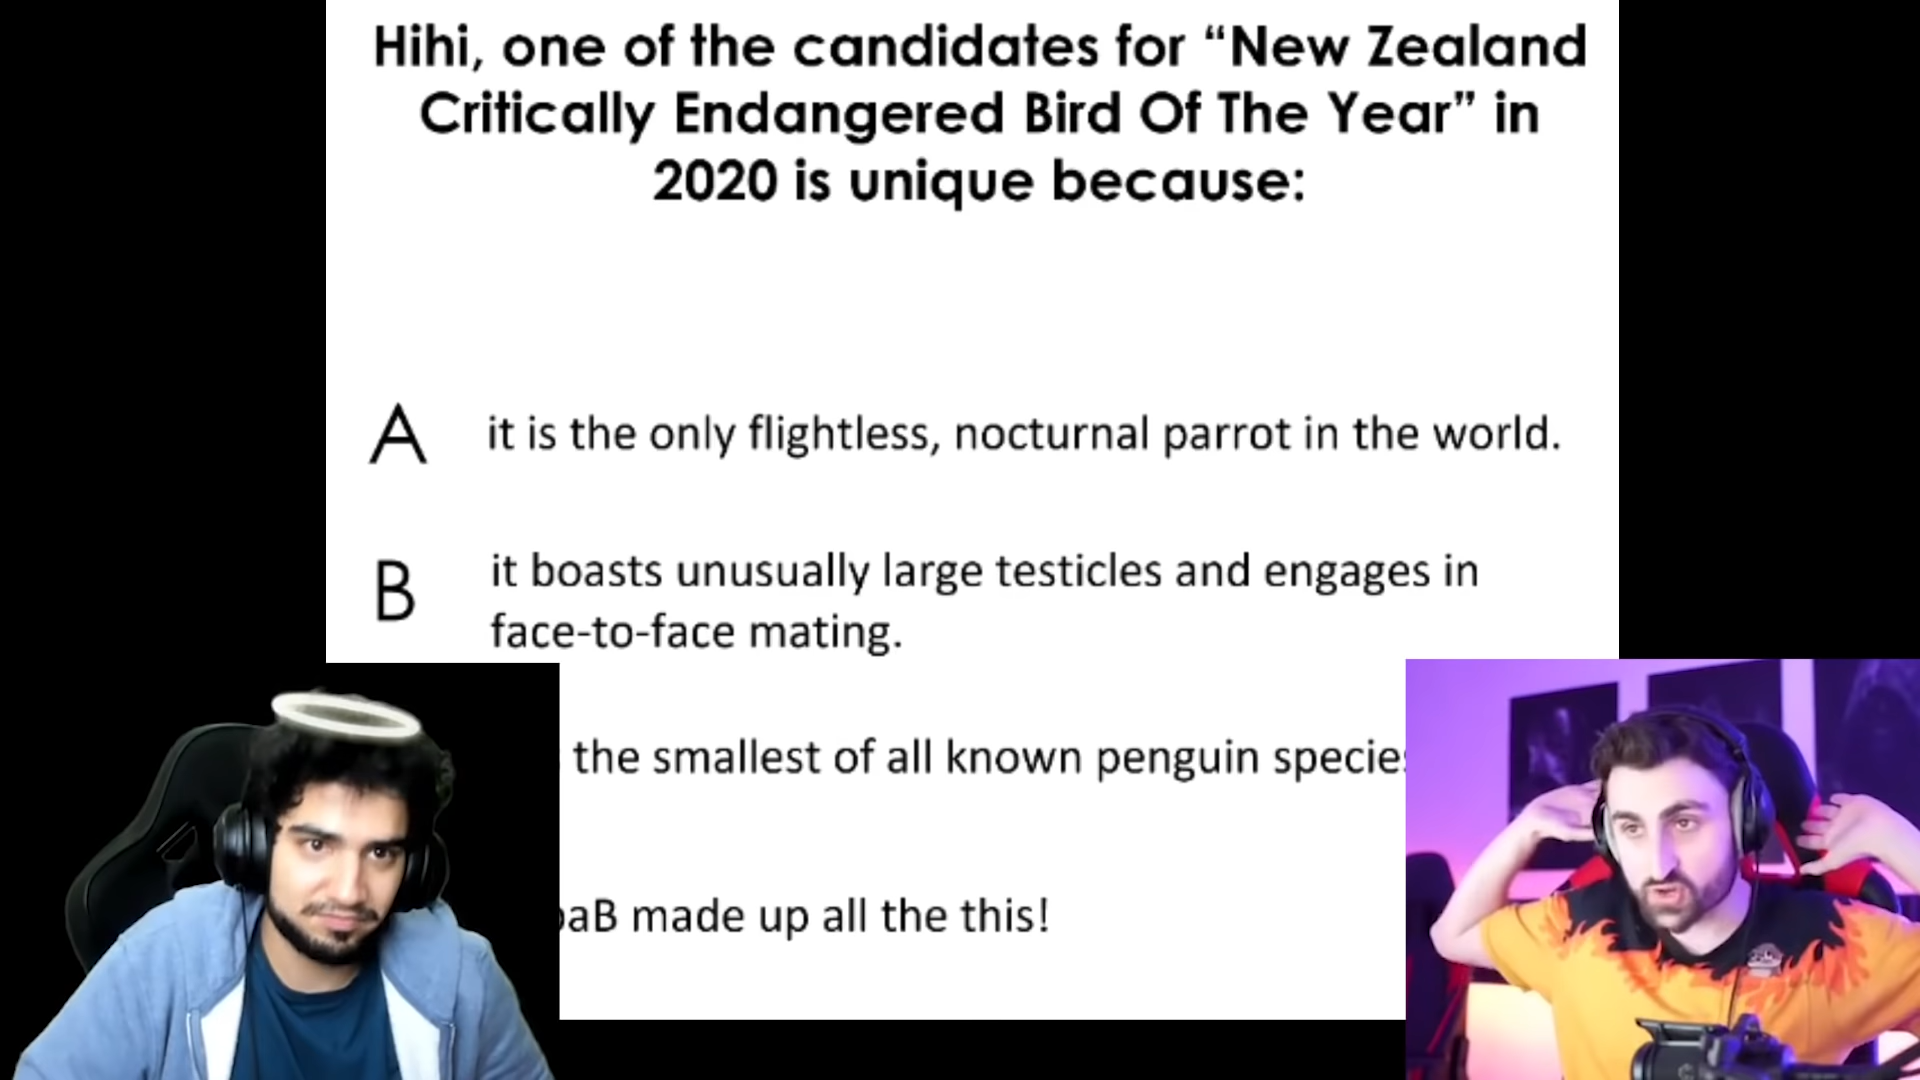 Hihi, one of the candidates for “New Zealand
Critically Endangered Bird Of The Year” in
2020 is unique because:
A it is the only flightless, nocturnal parrot in the world.
B it boasts unusually large testicles and engages in
face-to-face mating.
the smallest of all known penguin
made up all the this!